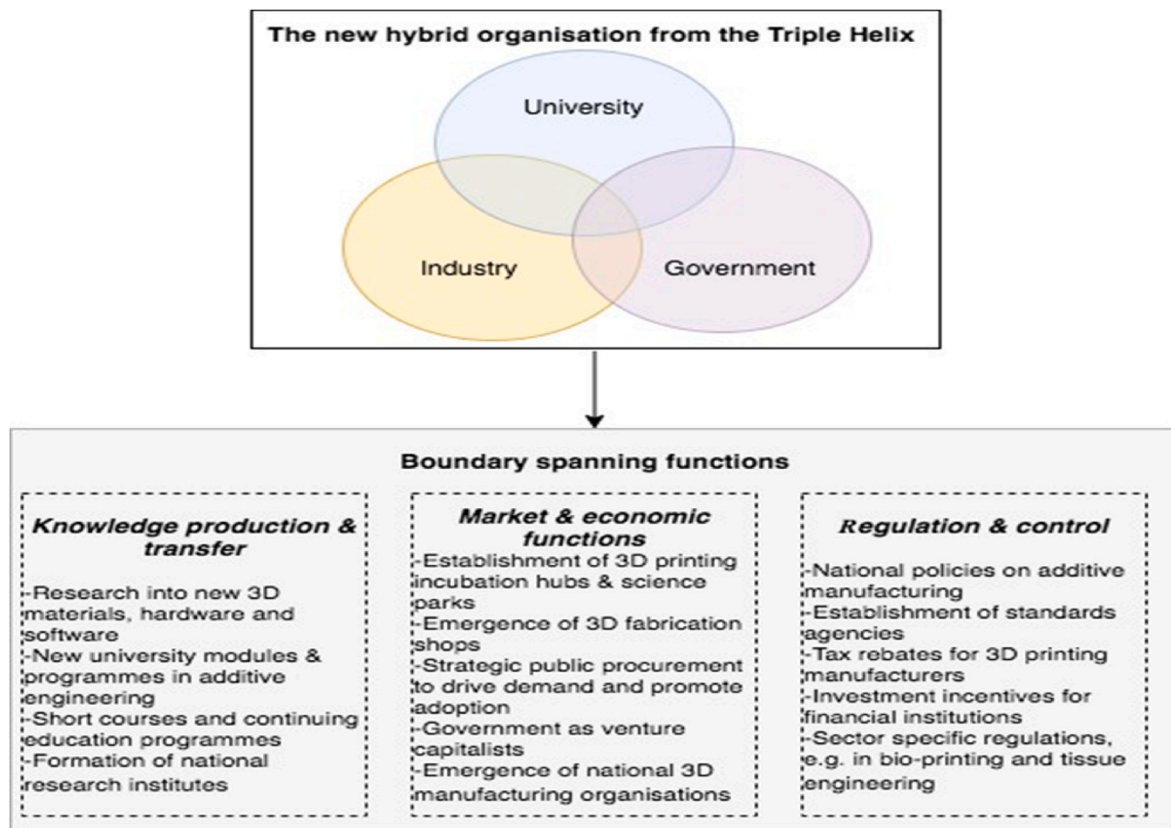 The new hybrid organisation from the Triple Helix
University
Industry
Government
Boundary spanning functions
Knowledge production &
transfer
-Research into new 3D
materials, hardware and
software
-New university modules &
programmes in additive
engineering
-Short courses and continuing
education programmes
-Formation of national
research institutes
Market & economic
functions
-Establishment of 3D printing
incubation hubs & science
parks
-Emergence of 3D fabrication
shops
-Strategic public procurement
to drive demand and promote
adoption
-Government as venture
capitalists
-Emergence of national 3D
manufacturing organisations
Regulation & control
-National policies on additive
manufacturing
-Establishment of standards
agencies
-Tax rebates for 3D printing
manufacturers
-Investment incentives for
financial institutions
-Sector specific regulations,
e.g. in bio-printing and tissue
engineering